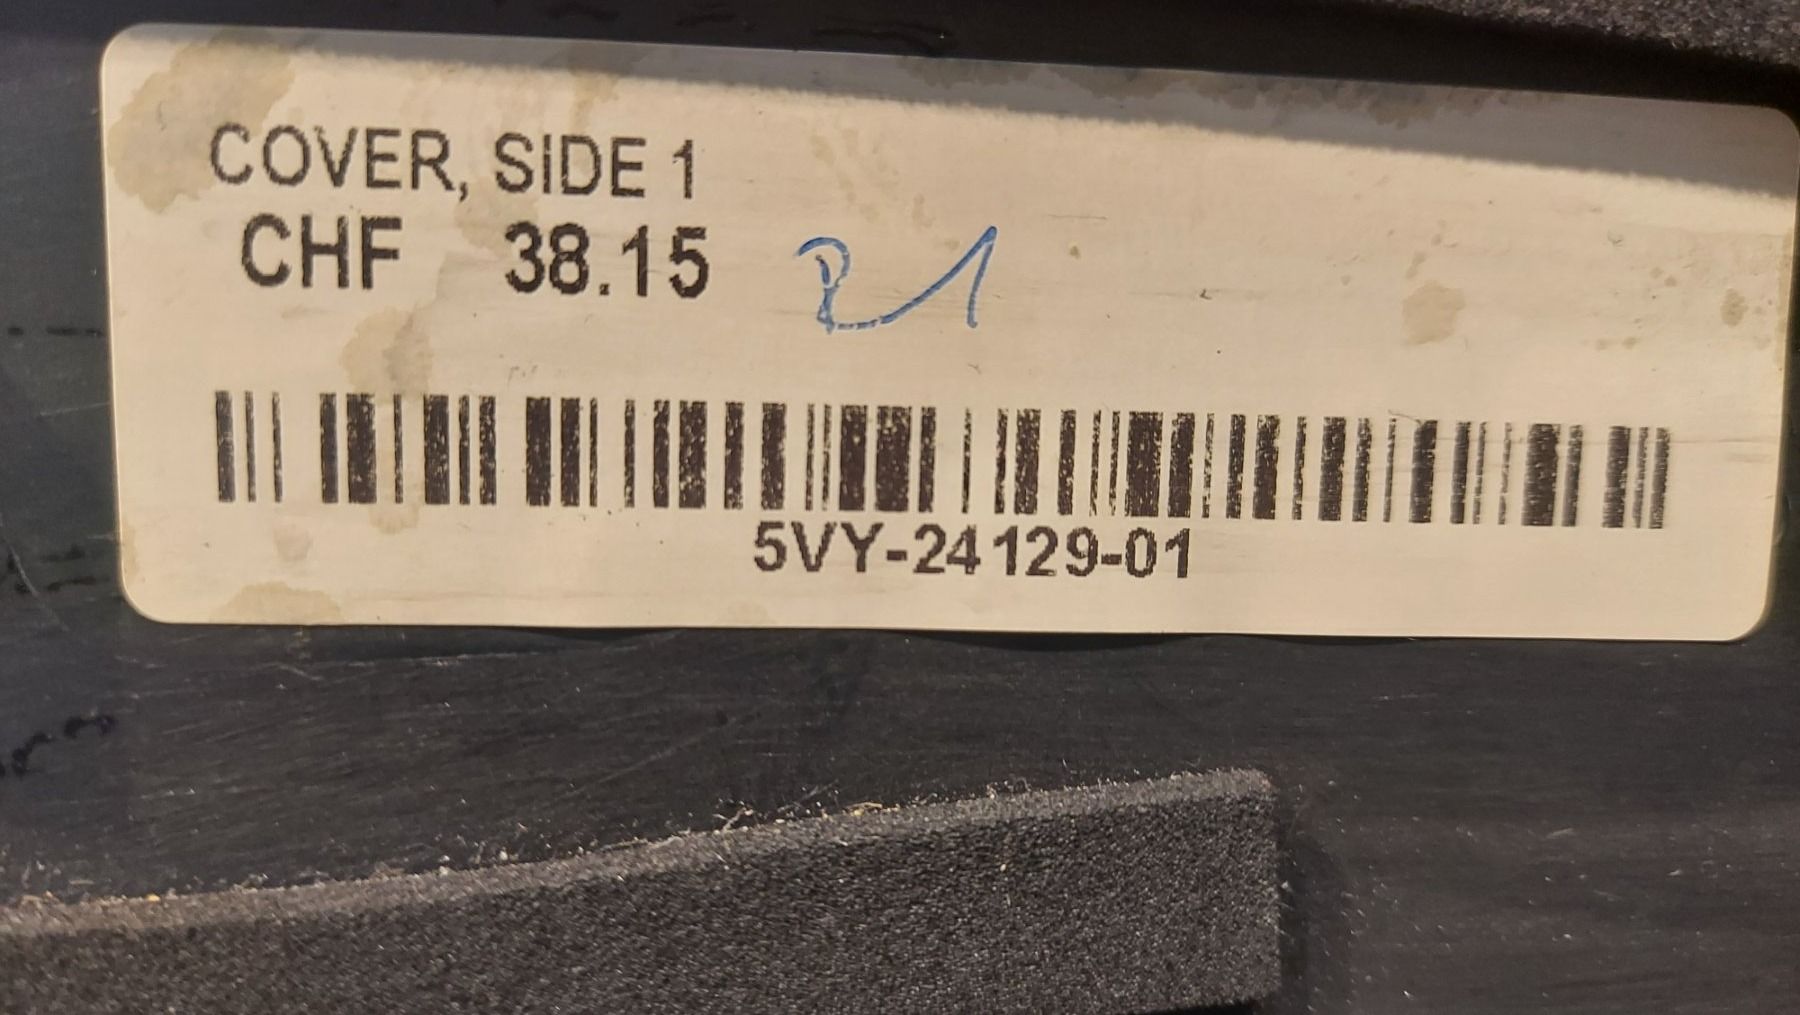 COVER, SIDE 1
CHF 38.15
5VY-24129-01